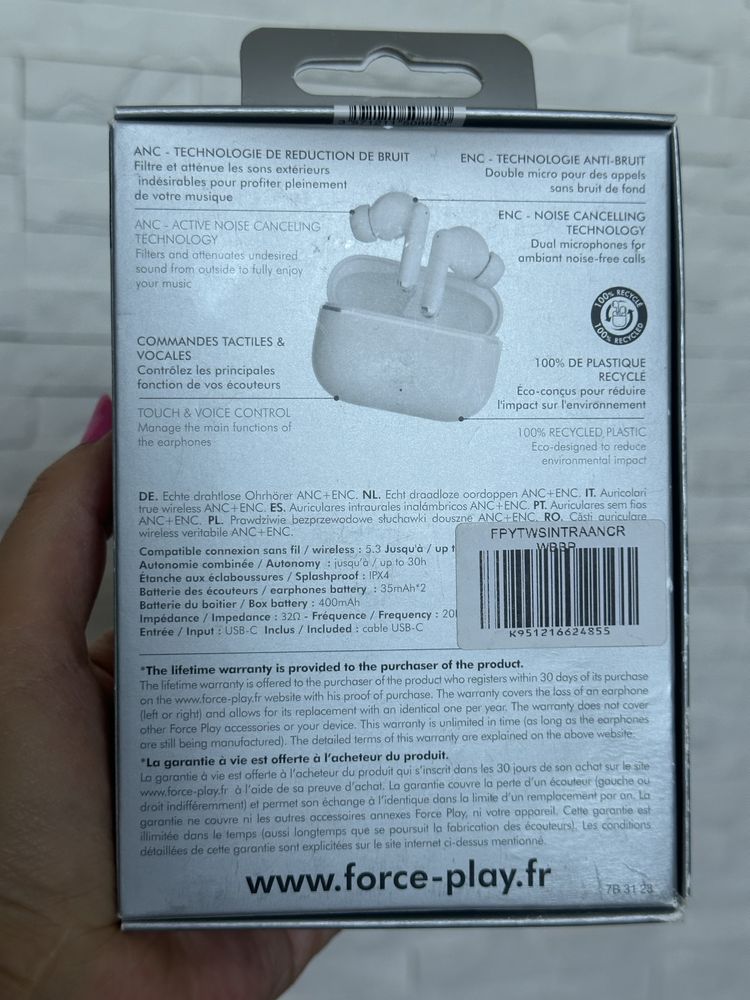 ANC - TECHNOLOGIE DE REDUCTION DE BRUIT
Filtre et atténue les sons extérieurs
indésirables pour profiter pleinement
de votre musique
ANC - ACTIVE NOISE CANCELING
TECHNOLOGY
Filters and attenuates undesired
sound from outside to fully enjoy
your music
ENC - TECHNOLOGIE ANTI-BRUIT
Double micro pour des appels
sans bruit de fond
ENC - NOISE CANCELLING
TECHNOLOGY
Dual microphones for
ambiant noise-free calls
100% RECYCLÉ
100% RECYCLED
COMMANDES TACTILES &
VOCALES
Contrôlez les principales
fonction de vos écouteurs
TOUCH & VOICE CONTROL
Manage the main functions of
the earphones
100% DE PLASTIQUE
RECYCLÉ
Éco-conçus pour réduire
l'impact sur l'environnement
100% RECYCLED PLASTIC
Eco-designed to reduce
environmental impact
DE. Echte drahtlose Ohrhörer ANC+ENC. NL. Echt draadloze oordoppen ANC+ENC. IT. Auricolari
true wireless ANC+ENC. ES. Auriculares intraurales inalámbricos ANC+ENC. PT. Auriculares sem fios
ANC+ENC. PL. Prawdziwie bezprzewodowe słuchawki douszne ANC+ENC. RO. Căsti auriculare
wireless veritabile ANC+ENC.
Compatible connexion sans fil / wireless : 5.3 Jusqu'à / up t
Autonomie combinée / Autonomy : jusqu'à / up to 30h
Étanche aux éclaboussures / Splashproof : IPX4
Batterie des écouteurs / earphones battery : 35mAh*2
Batterie du boitier / Box battery : 400mAh
Impédance / Impedance : 32Ω - Fréquence / Frequency :
Entrée / Input : USB-C Inclus / Included : cable USB-C
FPYTWSINTRAANCR
WBBP
K951216624855
*The lifetime warranty is provided to the purchaser of the product.
The lifetime warranty is offered to the purchaser of the product who registers within 30 days of its purchase
on the www.force-play.fr website with his proof of purchase. The warranty covers the loss of an earphone
(left or right) and allows for its replacement with an identical one per year. The warranty does not cover
other Force Play accessories or your device. This warranty is unlimited in time (as long as the earphones
are still being manufactured). The detailed terms of this warranty are explained on the above website.
*La garantie à vie est offerte à l'acheteur du produit.
La garantie à vie est offerte à l'acheteur du produit qui s'inscrit dans les 30 jours de son achat sur le site
www.force-play.fr à l'aide de sa preuve d'achat. La garantie couvre la perte d'un écouteur (gauche ou
droit indifféremment) et permet son échange à l'identique dans la limite d'un remplacement par an. La
garantie ne couvre ni les autres accessoires annexes Force Play, ni votre appareil. Cette garantie est
illimitée dans le temps (aussi longtemps que se poursuit la fabrication des écouteurs). Les conditions
détaillées de cette garantie sont explicitées sur le site internet ci-dessus mentionné.
www.force-play.fr
7B 31 23